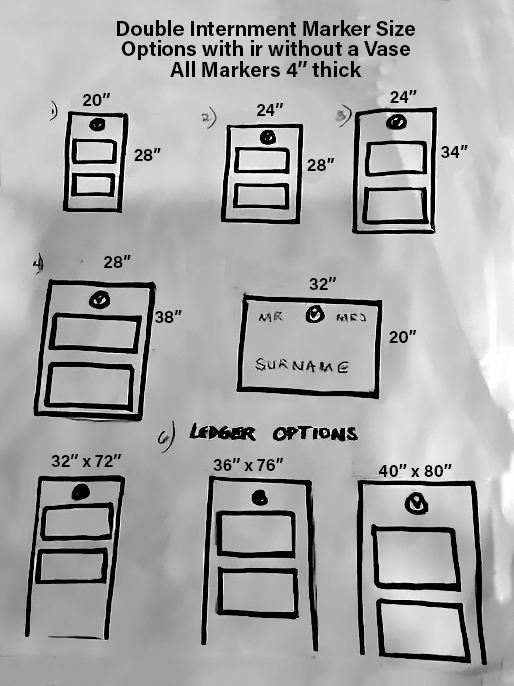 Double Internment Marker Size
Options with ir without a Vase
All Markers 4″ thick
1) 20″
28″
2) 24″
28″
3) 24″
34″
4) 28″
38″
32″
MR V MRS
20″
SURNAME
6) LEDGER OPTIONS
32″ x 72″
36″ x 76″
40″ x 80″
V